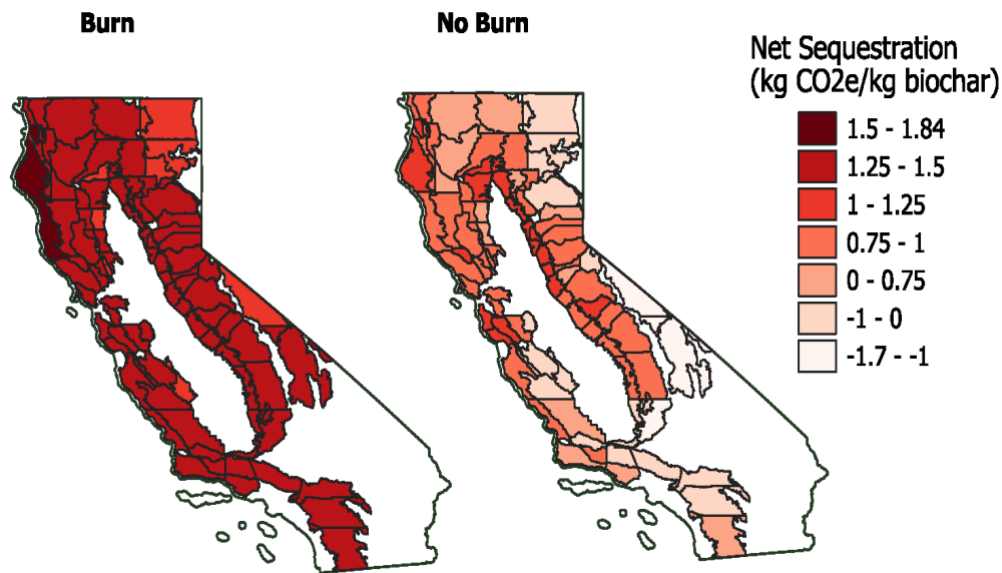 Burn
No Burn
Net Sequestration
(kg CO2e/kg biochar)
1.5 - 1.84
1.25 - 1.5
1 - 1.25
0.75 - 1
0 - 0.75
-1 - 0
-1.7 - -1